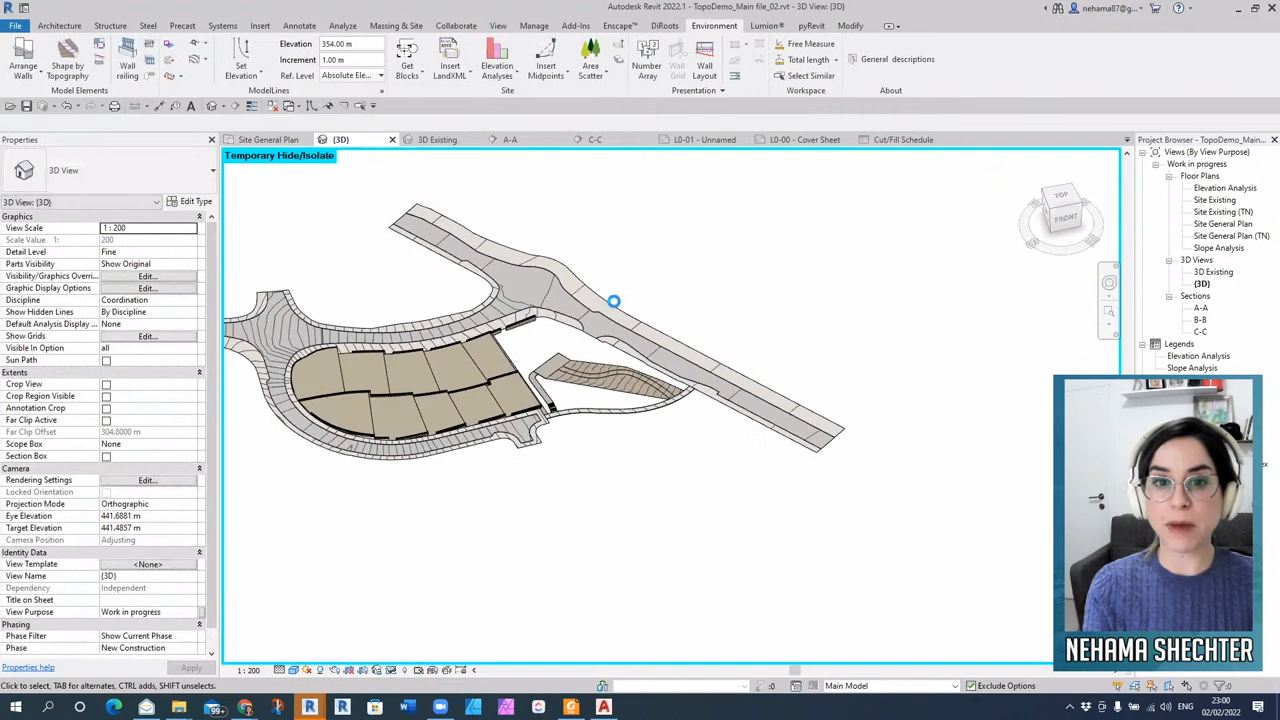 Autodesk Revit 2022.1 - TopoDemo_Main file_02.rvt - 3D View: {3D}
nehama87@g...
File Architecture Structure Steel Precast Systems Insert Annotate Analyze Massing & Site Collaborate View Manage Add-Ins Enscape™ DiRoots Environment Lumion® pyRevit Modify
Elevation 354.00 m
Increment 1.00 m
Ref. Level Absolute Ele...
Arrange Walls
Shape by Topography
Wall railing
Set Elevation
Get Blocks
Insert LandXML
Elevation Analyses
Insert Midpoints
Area Scatter
Number Array
Wall Grid
Wall Layout
Free Measure
Total length
Select Similar
General descriptions
Model Elements ModelLines Site Presentation Workspace About
Properties
Site General Plan {3D} 3D Existing A-A C-C L0-01 - Unnamed L0-00 - Cover Sheet Cut/Fill Schedule
Project Browser - TopoDemo_Main...
Temporary Hide/Isolate
3D View
3D View: {3D} Edit Type
Graphics
View Scale 1 : 200
Scale Value 1: 200
Detail Level Fine
Parts Visibility Show Original
Visibility/Graphics Overri... Edit...
Graphic Display Options Edit...
Discipline Coordination
Show Hidden Lines By Discipline
Default Analysis Display ... None
Show Grids Edit...
Visible In Option all
Sun Path
Extents
Crop View
Crop Region Visible
Annotation Crop
Far Clip Active
Far Clip Offset 304.8000 m
Scope Box None
Section Box
Camera
Rendering Settings Edit...
Locked Orientation
Projection Mode Orthographic
Eye Elevation 441.6881 m
Target Elevation 441.4857 m
Camera Position Adjusting
Identity Data
View Template <None>
View Name {3D}
Dependency Independent
Title on Sheet
View Purpose Work in progress
Phasing
Phase Filter Show Current Phase
Phase New Construction
Properties help Apply
TOP
FRONT
Views (By View Purpose)
Work in progress
Floor Plans
Elevation Analysis
Site Existing
Site Existing (TN)
Site General Plan
Site General Plan (TN)
Slope Analysis
3D Views
3D Existing
{3D}
Sections
A-A
B-B
C-C
Legends
Elevation Analysis
Slope Analysis
NEHAMA SHECHTER
1 : 200
Click to select, TAB for alternates, CTRL adds, SHIFT unselects.
:0
Main Model
Exclude Options
:0
99+
ENG
23:00
02/02/2022